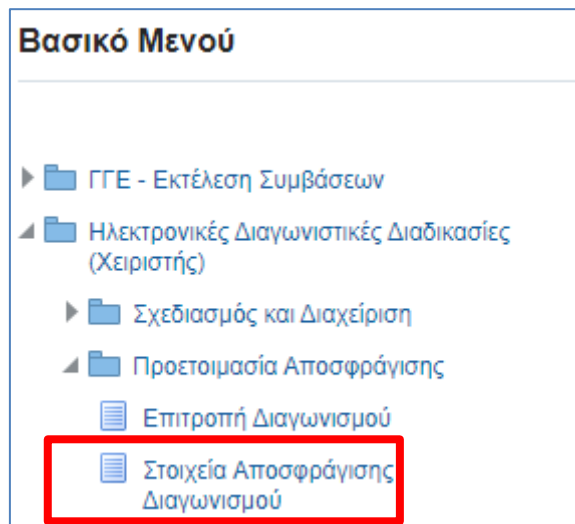 Βασικό Μενού
ΓΓΕ - Εκτέλεση Συμβάσεων
Ηλεκτρονικές Διαγωνιστικές Διαδικασίες
(Χειριστής)
Σχεδιασμός και Διαχείριση
Προετοιμασία Αποσφράγισης
Επιτροπή Διαγωνισμού
Στοιχεία Αποσφράγισης
Διαγωνισμού